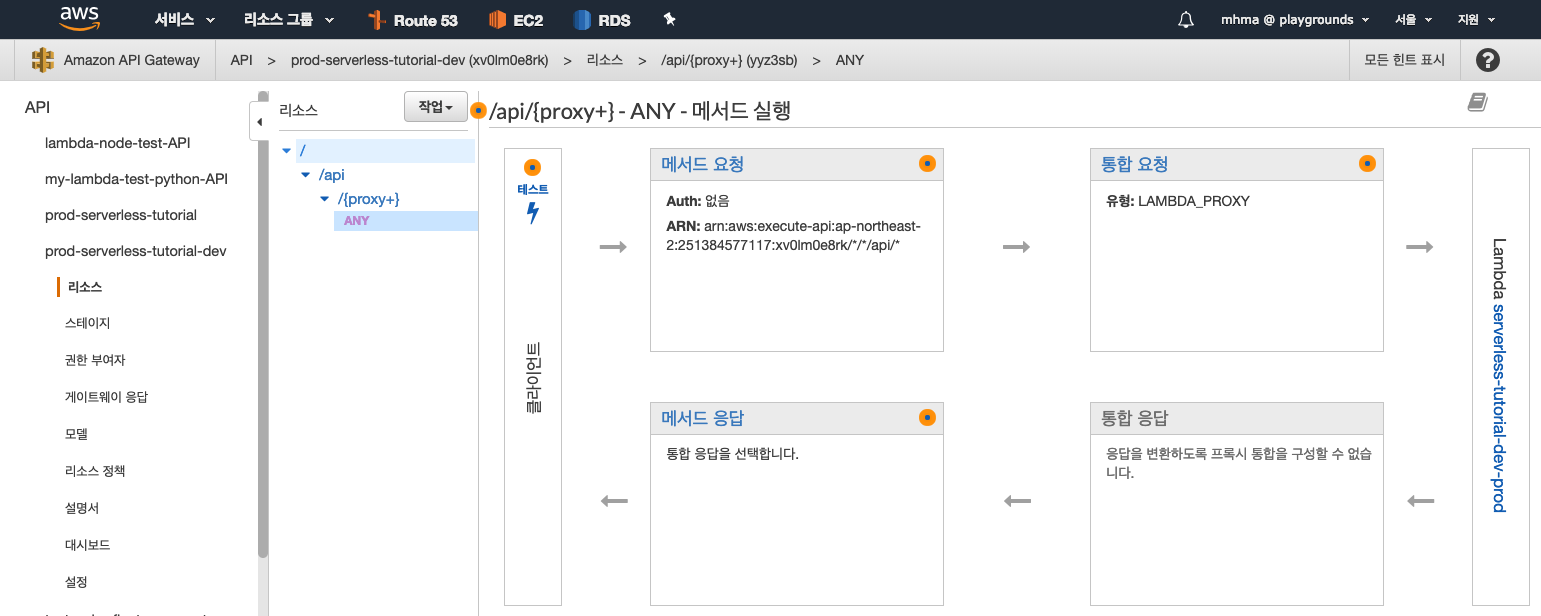 aws 서비스 리소스 그룹 Route 53 EC2 RDS mhma @ playgrounds 서울 지원
Amazon API Gateway API > prod-serverless-tutorial-dev (xv0lm0e8rk) > 리소스 > /api/{proxy+} (yyz3sb) > ANY 모든 힌트 표시 ?
API
lambda-node-test-API
my-lambda-test-python-API
prod-serverless-tutorial
prod-serverless-tutorial-dev
리소스
스테이지
권한 부여자
게이트웨이 응답
모델
리소스 정책
설명서
대시보드
설정
리소스 작업
/
/api
/{proxy+}
ANY
/api/{proxy+} - ANY - 메서드 실행
테스트
클라이언트
메서드 요청
Auth: 없음
ARN: arn:aws:execute-api:ap-northeast-
2:251384577117:xv0lm0e8rk/*/*/api/*
통합 요청
유형: LAMBDA_PROXY
메서드 응답
통합 응답을 선택합니다.
통합 응답
응답을 변환하도록 프록시 통합을 구성할 수 없습
니다.
Lambda serverless-tutorial-dev-prod